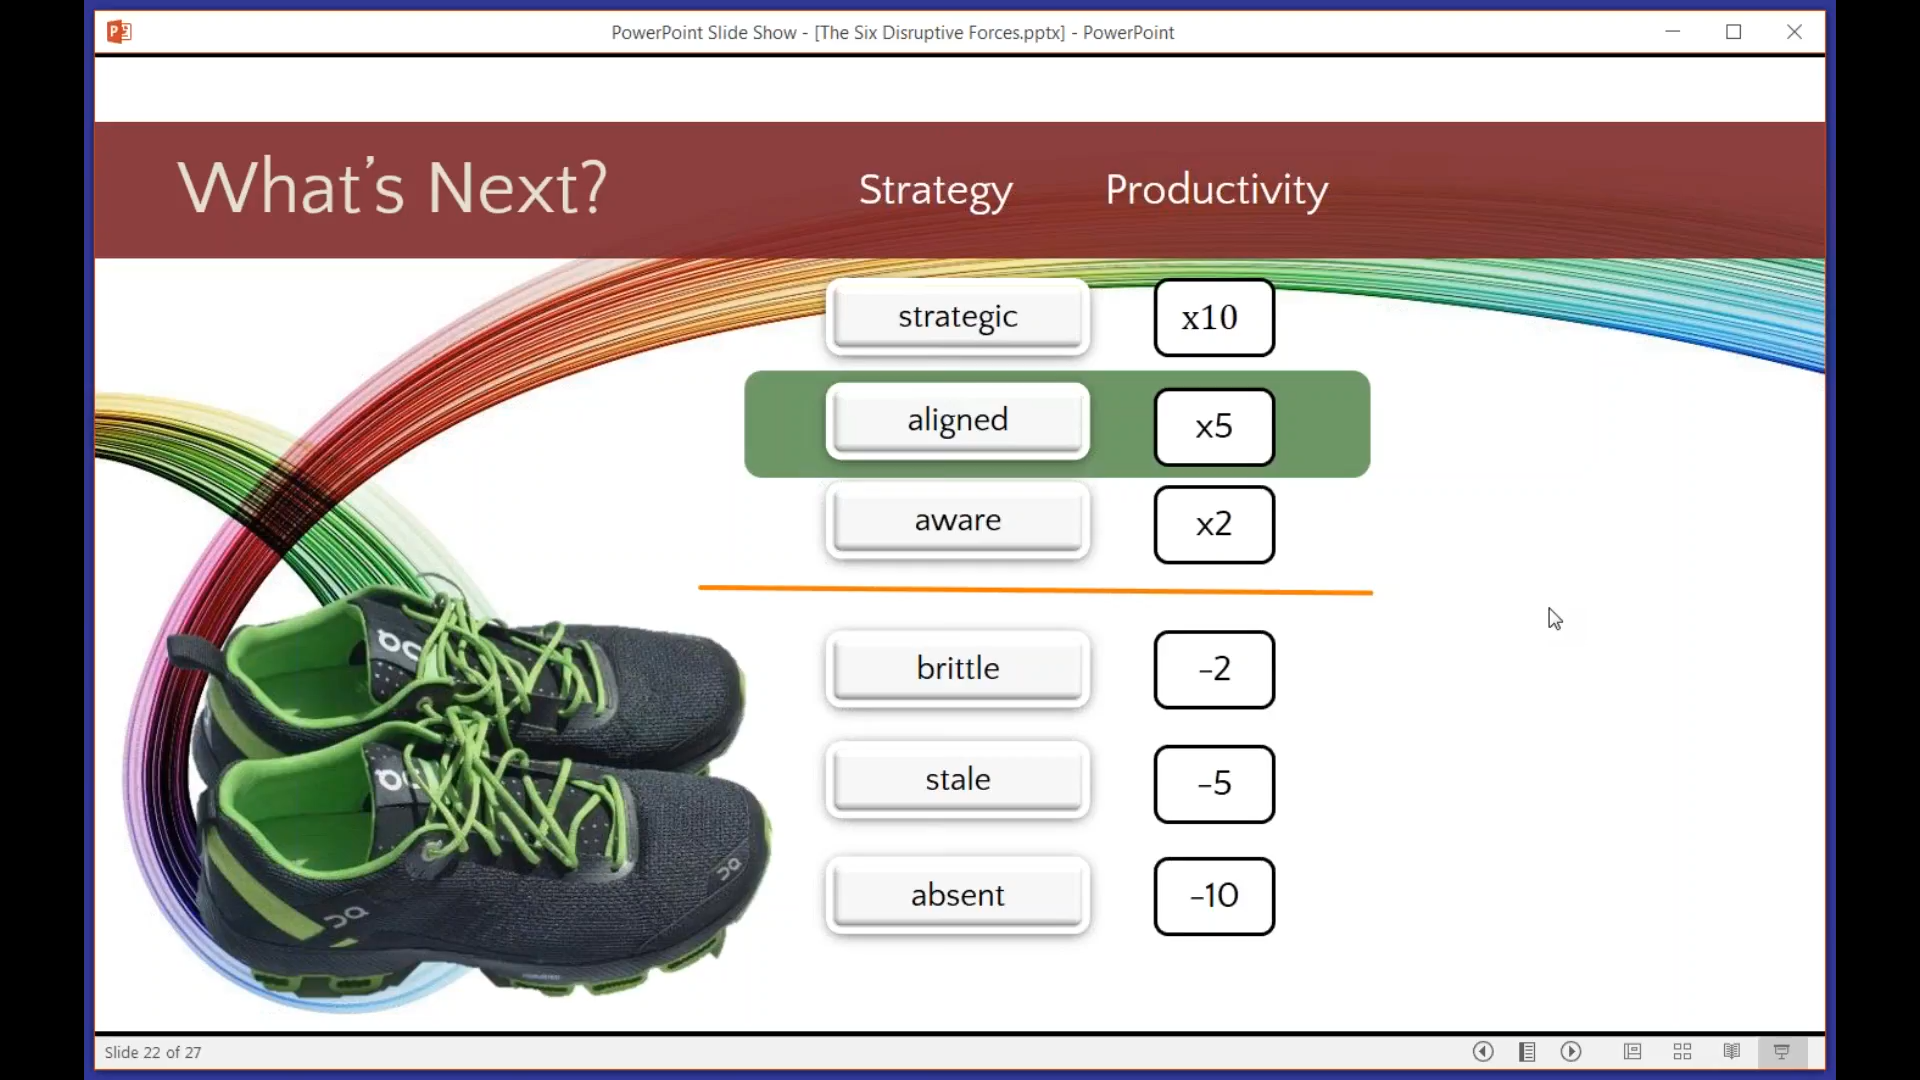 PowerPoint Slide Show - [The Six Disruptive Forces.pptx] - PowerPoint
What's Next?
Strategy Productivity
strategic x10
aligned x5
aware x2
brittle -2
stale -5
absent -10
Slide 22 of 27